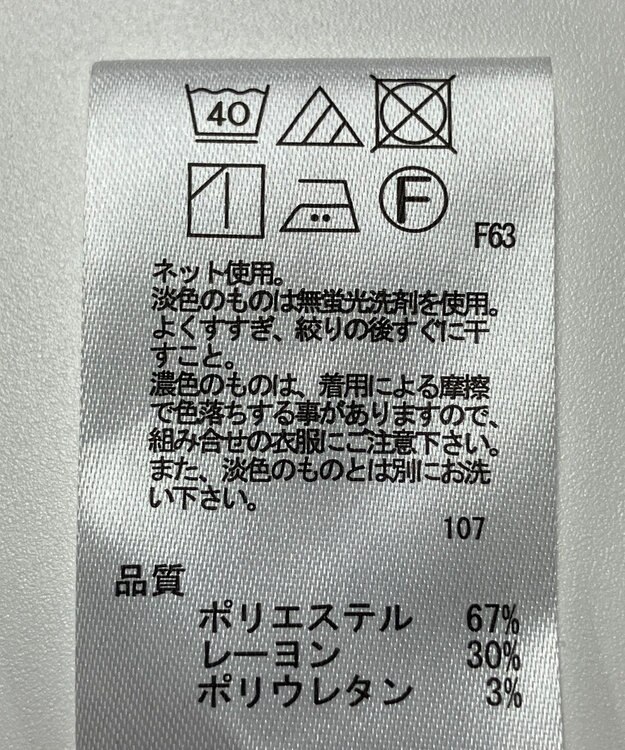 40
F
F63
ネット使用。
淡色のものは無蛍光洗剤を使用。
よくすすぎ、絞りの後すぐに干
すこと。
濃色のものは、着用による摩擦
で色落ちする事がありますので、
組み合せの衣服にご注意下さい。
また、淡色のものとは別にお洗
い下さい。
107
品質
ポリエステル 67%
レーヨン 30%
ポリウレタン 3%